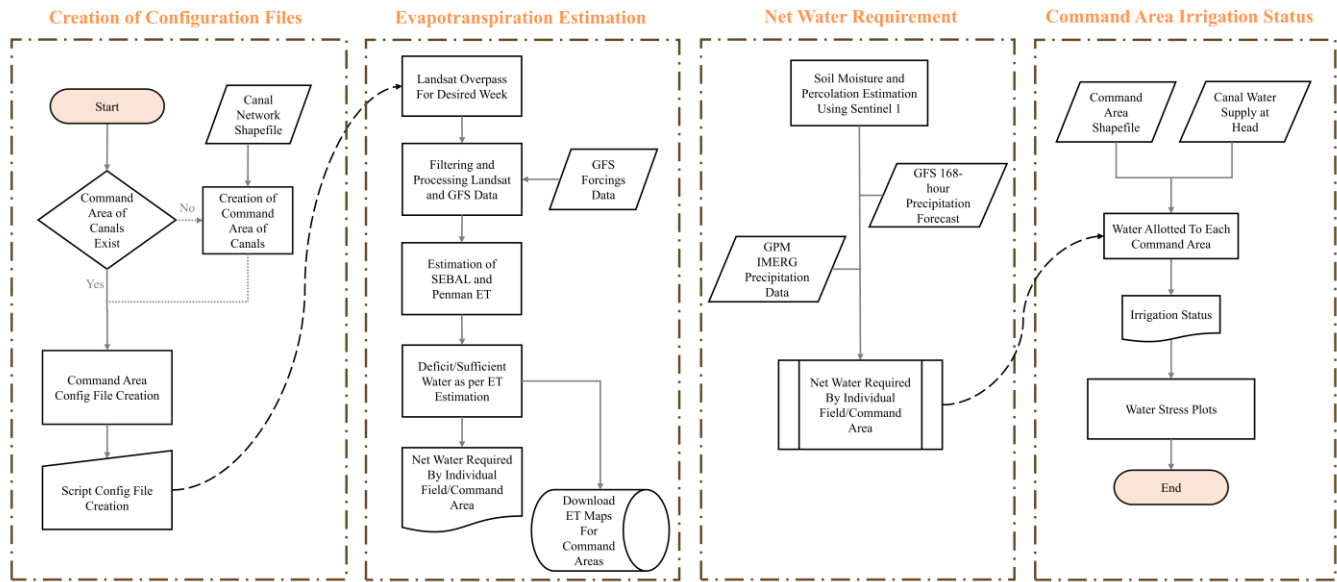 Creation of Configuration Files
Start
Canal
Network
Shapefile
Command
Area of
Canals
Exist
No
Creation of
Command
Area of
Canals
Yes
Command Area
Config File Creation
Script Config File
Creation
Evapotranspiration Estimation
Landsat Overpass
For Desired Week
Filtering and
Processing Landsat
and GFS Data
GFS
Forcings
Data
Estimation of
SEBAL and
Penman ET
Deficit/Sufficient
Water as per ET
Estimation
Net Water Required
By Individual
Field/Command
Area
Download
ET Maps
For
Command
Areas
Net Water Requirement
Soil Moisture and
Percolation Estimation
Using Sentinel 1
GFS 168-
hour
Precipitation
Forecast
GPM
IMERG
Precipitation
Data
Net Water Required
By Individual
Field/Command
Area
Command Area Irrigation Status
Command
Area
Shapefile
Canal Water
Supply at
Head
Water Allotted To Each
Command Area
Irrigation Status
Water Stress Plots
End